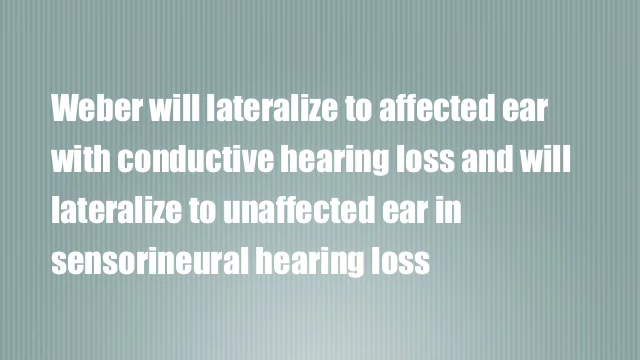 Weber will lateralize to affected ear
with conductive hearing loss and will
lateralize to unaffected ear in
sensorineural hearing loss